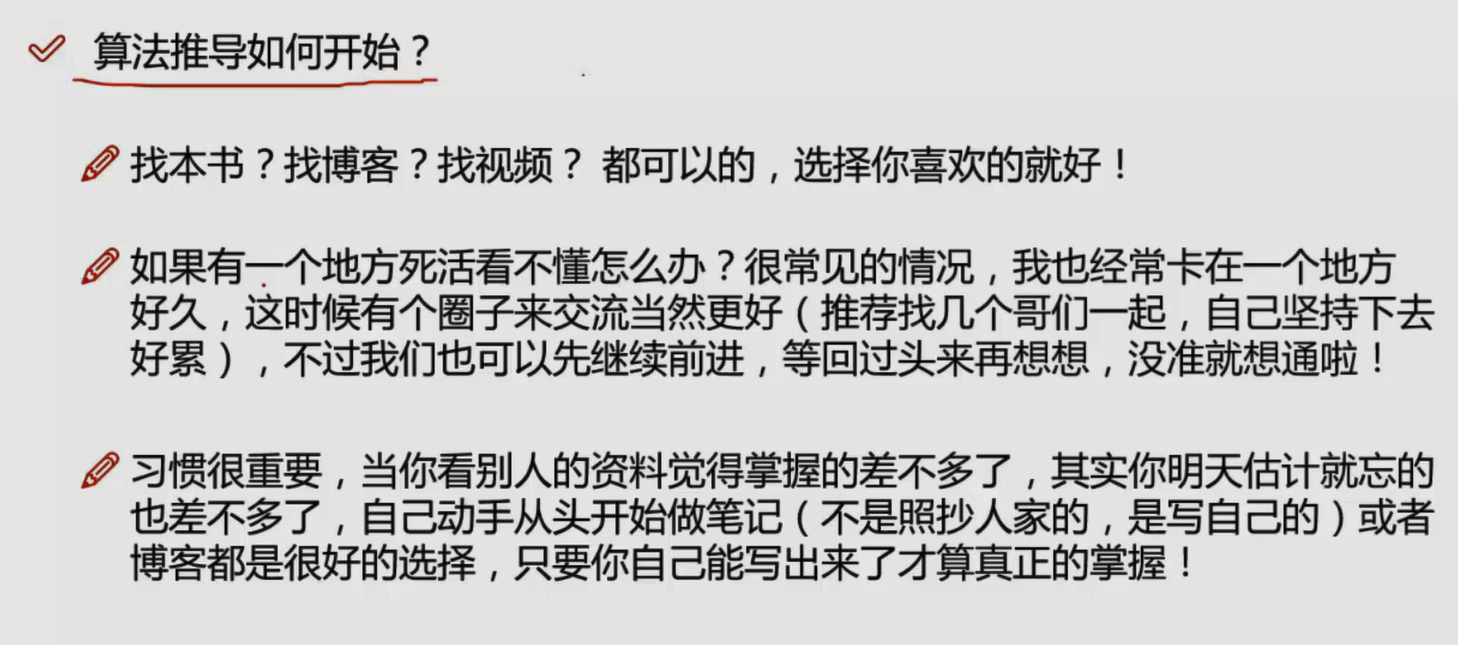 算法推导如何开始？
找本书？找博客？找视频？ 都可以的，选择你喜欢的就好！
如果有一个地方死活看不懂怎么办？很常见的情况，我也经常卡在一个地方
好久，这时候有个圈子来交流当然更好（推荐找几个哥们一起，自己坚持下去
好累），不过我们也可以先继续前进，等回过头来再想想，没准就想通啦！
习惯很重要，当你看别人的资料觉得掌握的差不多了，其实你明天估计就忘的
也差不多了，自己动手从头开始做笔记（不是照抄人家的，是写自己的）或者
博客都是很好的选择，只要你自己能写出来了才算真正的掌握！